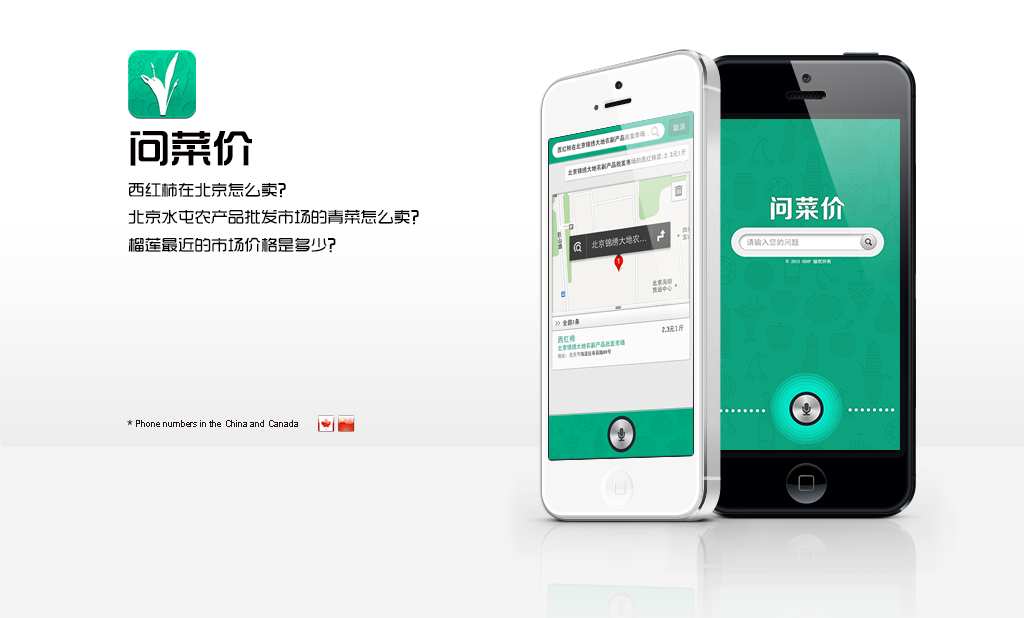 问菜价
西红柿在北京怎么卖?
北京水屯农产品批发市场的青菜怎么卖?
榴莲最近的市场价格是多少?
* Phone numbers in the China and Canada
西红柿在北京锦绣大地农副产品批发市场...
取消
北京锦绣大地农副产品批发市场的西红柿卖:2.3元1斤
北京锦绣大地农...
1
全部1条
西红柿
2.3元1斤
北京锦绣大地农副产品批发市场
问菜价
请输入您的问题